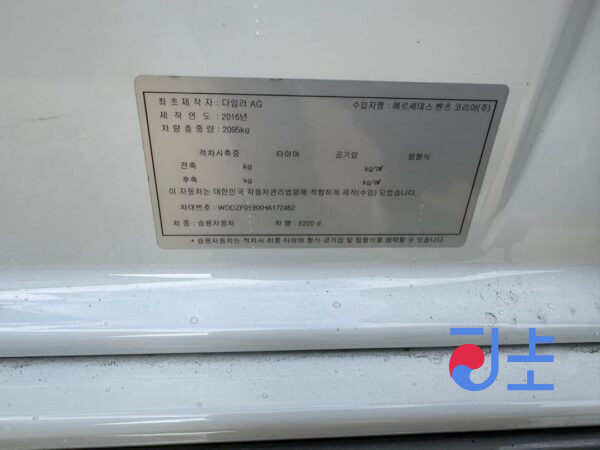 최초제작자 : 다임러 AG 수입자명 : 메르세데스 벤츠 코리아(주)
제 작 연 도 : 2016년
차량총중량 : 2095kg
적차시축중 타이어 공기압 림형식
전축 kg kg/㎠
후축 kg kg/㎠
이 자동차는 대한민국 자동차관리법령에 적합하게 제작(수입) 되었습니다.
차대번호 : WDDZF0EBXHA172452
차 종 : 승용자동차 차 명 : E220 d
* 승용자동차는 적차시 하중·타이어 형식·공기압 및 림형식을 생략할 수 있음